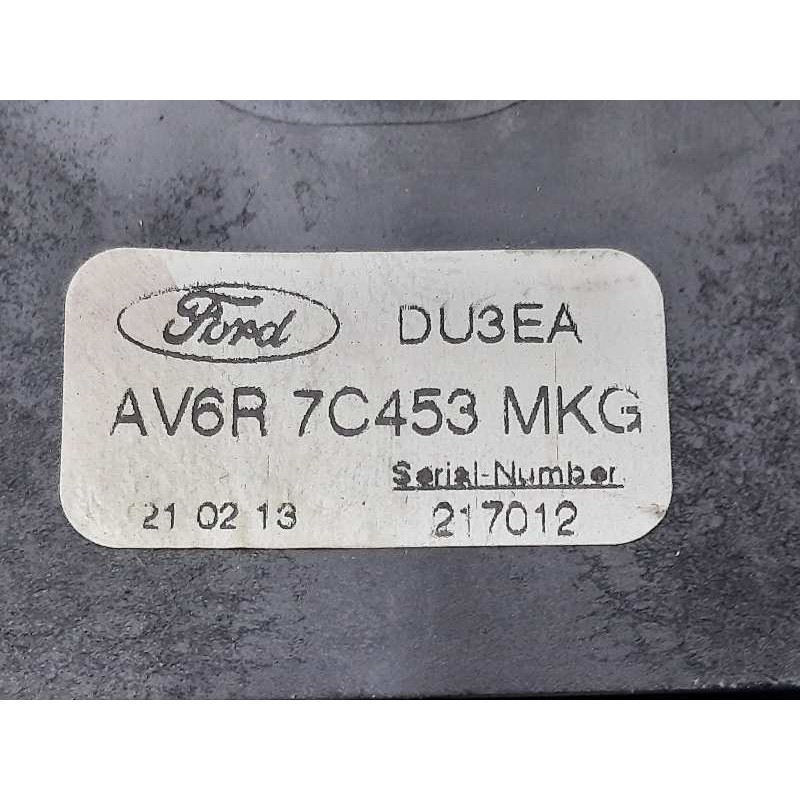 Ford DU3EA
AV6R 7C453 MKG
Serial-Number
21 02 13 217012